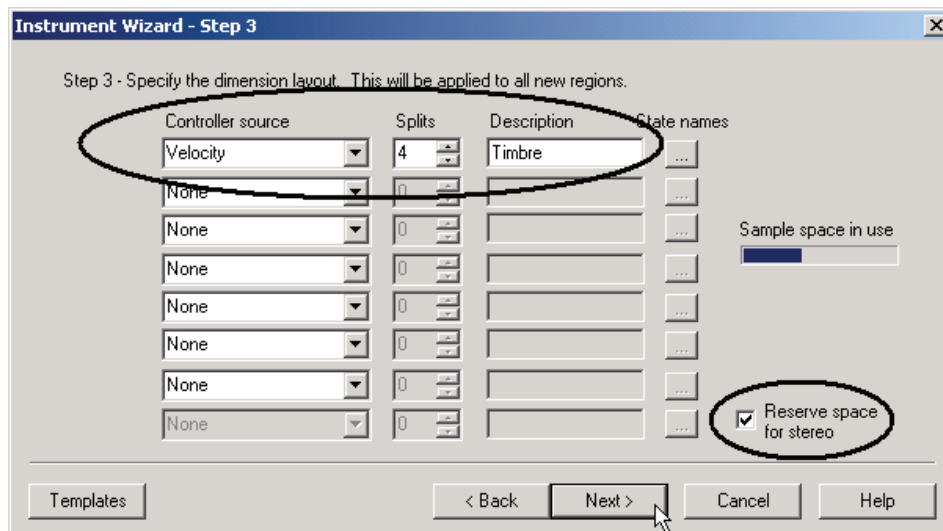 Instrument Wizard - Step 3
Step 3 - Specify the dimension layout. This will be applied to all new regions.
Controller source Splits Description State names
Velocity 4 Timbre ...
None 0 ...
None 0 ...
Sample space in use
None 0 ...
None 0 ...
None 0 ...
None 0 ...
None 0 ...
Reserve space
for stereo
Templates < Back Next > Cancel Help